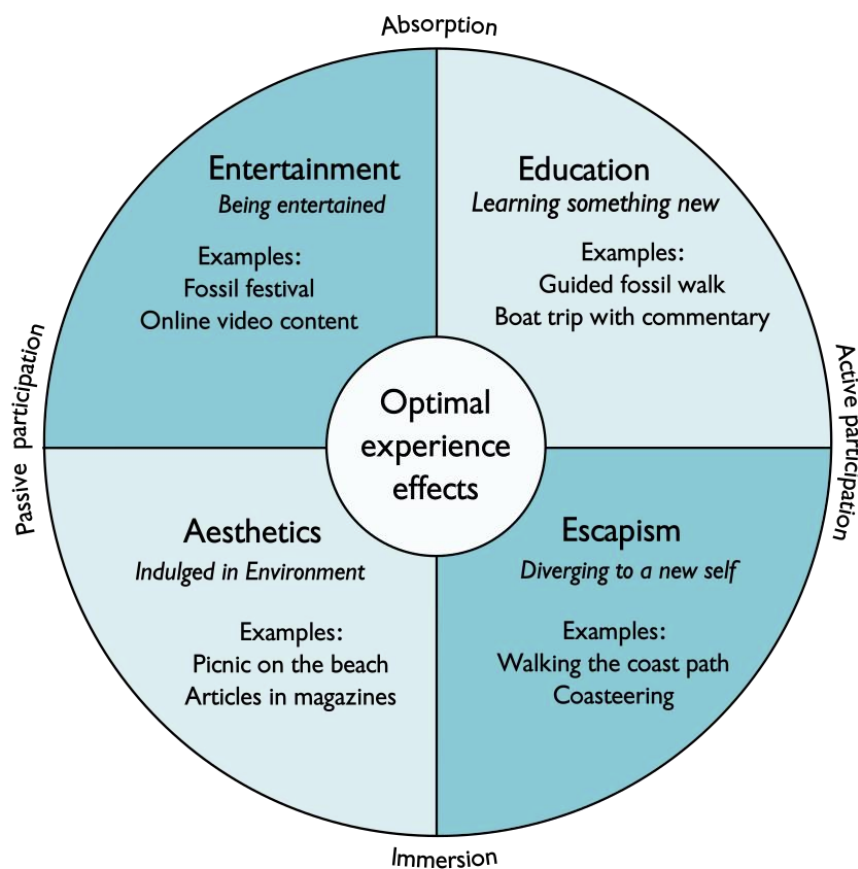 Absorption
Entertainment
Being entertained
Examples:
Fossil festival
Online video content
Education
Learning something new
Examples:
Guided fossil walk
Boat trip with commentary
Passive participation
Active participation
Optimal
experience
effects
Aesthetics
Indulged in Environment
Examples:
Picnic on the beach
Articles in magazines
Escapism
Diverging to a new self
Examples:
Walking the coast path
Coasteering
Immersion